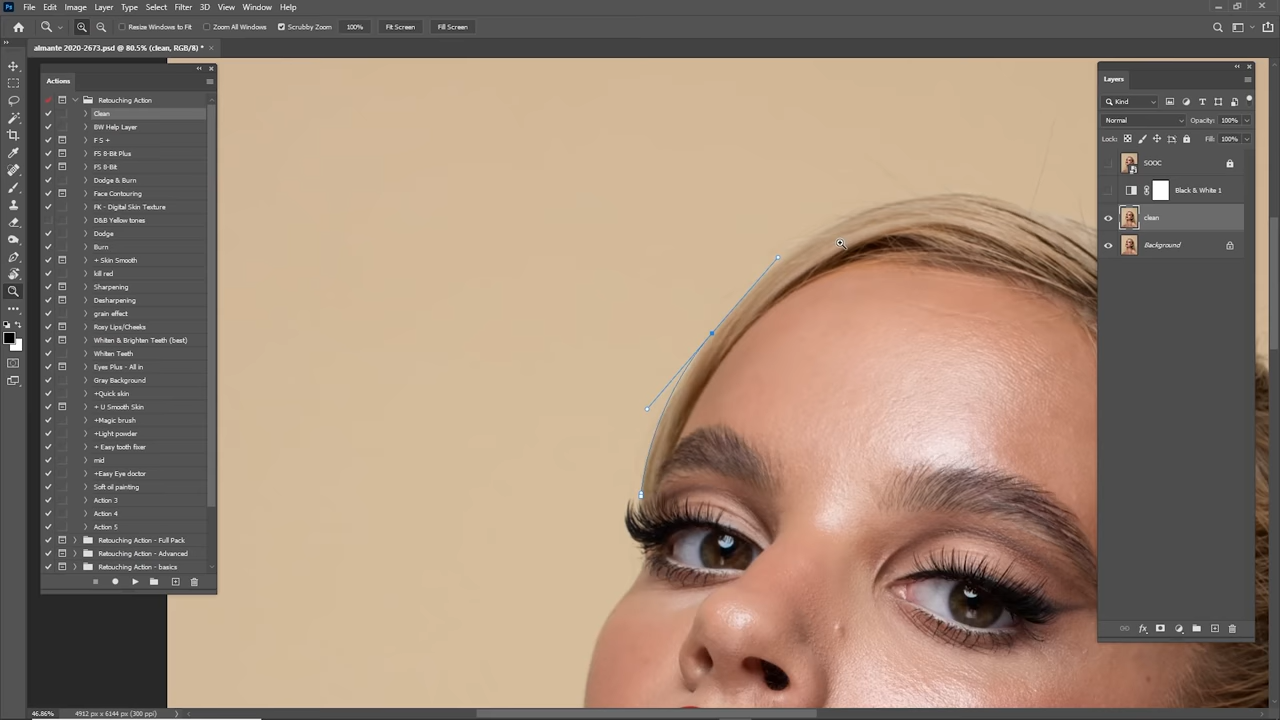 Ps File Edit Image Layer Type Select Filter 3D View Window Help
Resize Windows to Fit Zoom All Windows Scrubby Zoom 100% Fit Screen Fill Screen
almante 2020-2673.psd @ 80.5% (clean, RGB/8) *
Actions
Retouching Action
Clean
BW Help Layer
F S +
FS 8-Bit Plus
FS 8-Bit
Dodge & Burn
Face Contouring
FK - Digital Skin Texture
D&B Yellow tones
Dodge
Burn
+ Skin Smooth
kill red
Sharpening
Desharpening
grain effect
Rosy Lips/Cheeks
Whiten & Brighten Teeth (best)
Whiten Teeth
Eyes Plus - All in
Gray Background
+Quick skin
+ U Smooth Skin
+Magic brush
+Light powder
+ Easy tooth fixer
mid
+Easy Eye doctor
Soft oil painting
Action 3
Action 4
Action 5
Retouching Action - Full Pack
Retouching Action - Advanced
Retouching Action - basics
Layers
Kind
Normal Opacity: 100%
Lock: Fill: 100%
SOOC
Black & White 1
clean
Background
46.86% 4912 px x 6144 px (300 ppi)